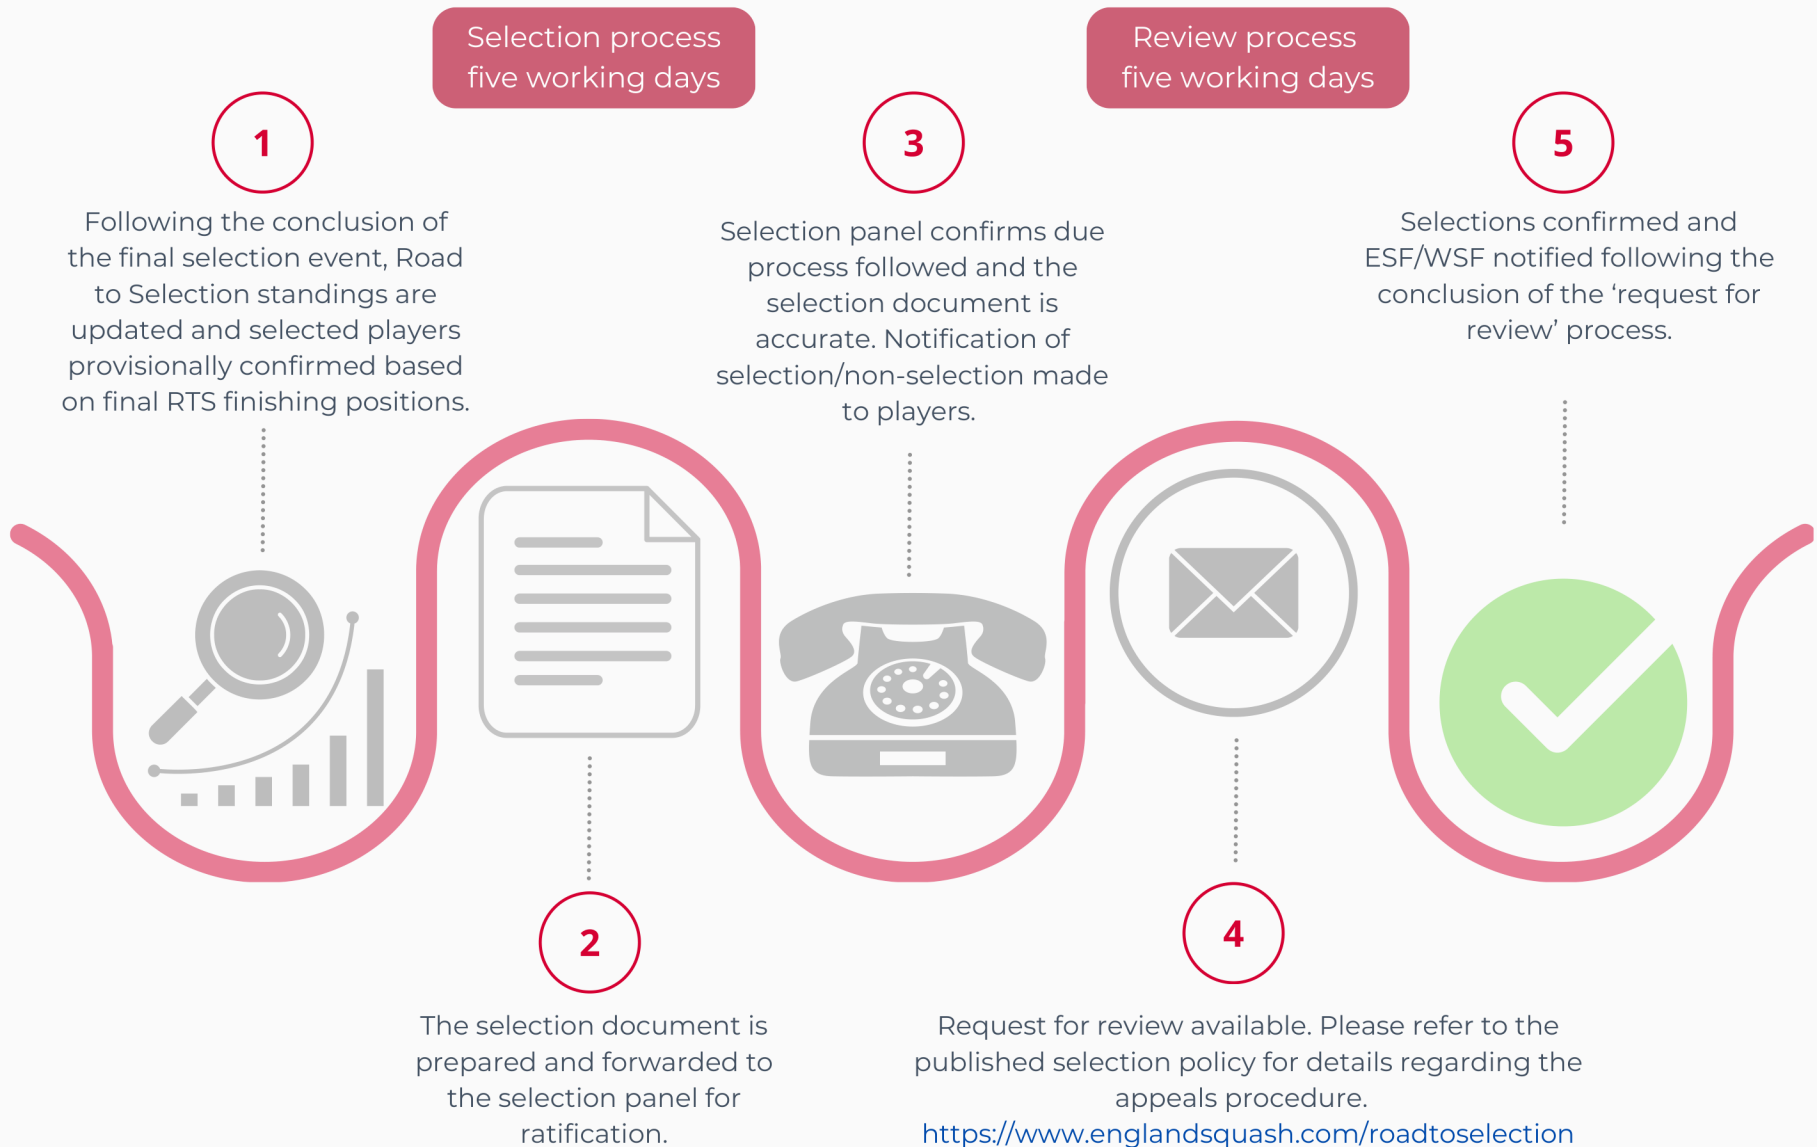 Selection process
five working days
Review process
five working days
1
Following the conclusion of
the final selection event, Road
to Selection standings are
updated and selected players
provisionally confirmed based
on final RTS finishing positions.
2
The selection document is
prepared and forwarded to
the selection panel for
ratification.
3
Selection panel confirms due
process followed and the
selection document is
accurate. Notification of
selection/non-selection made
to players.
4
Request for review available. Please refer to the
published selection policy for details regarding the
appeals procedure.
https://www.englandsquash.com/roadtoselection
5
Selections confirmed and
ESF/WSF notified following the
conclusion of the ‘request for
review’ process.